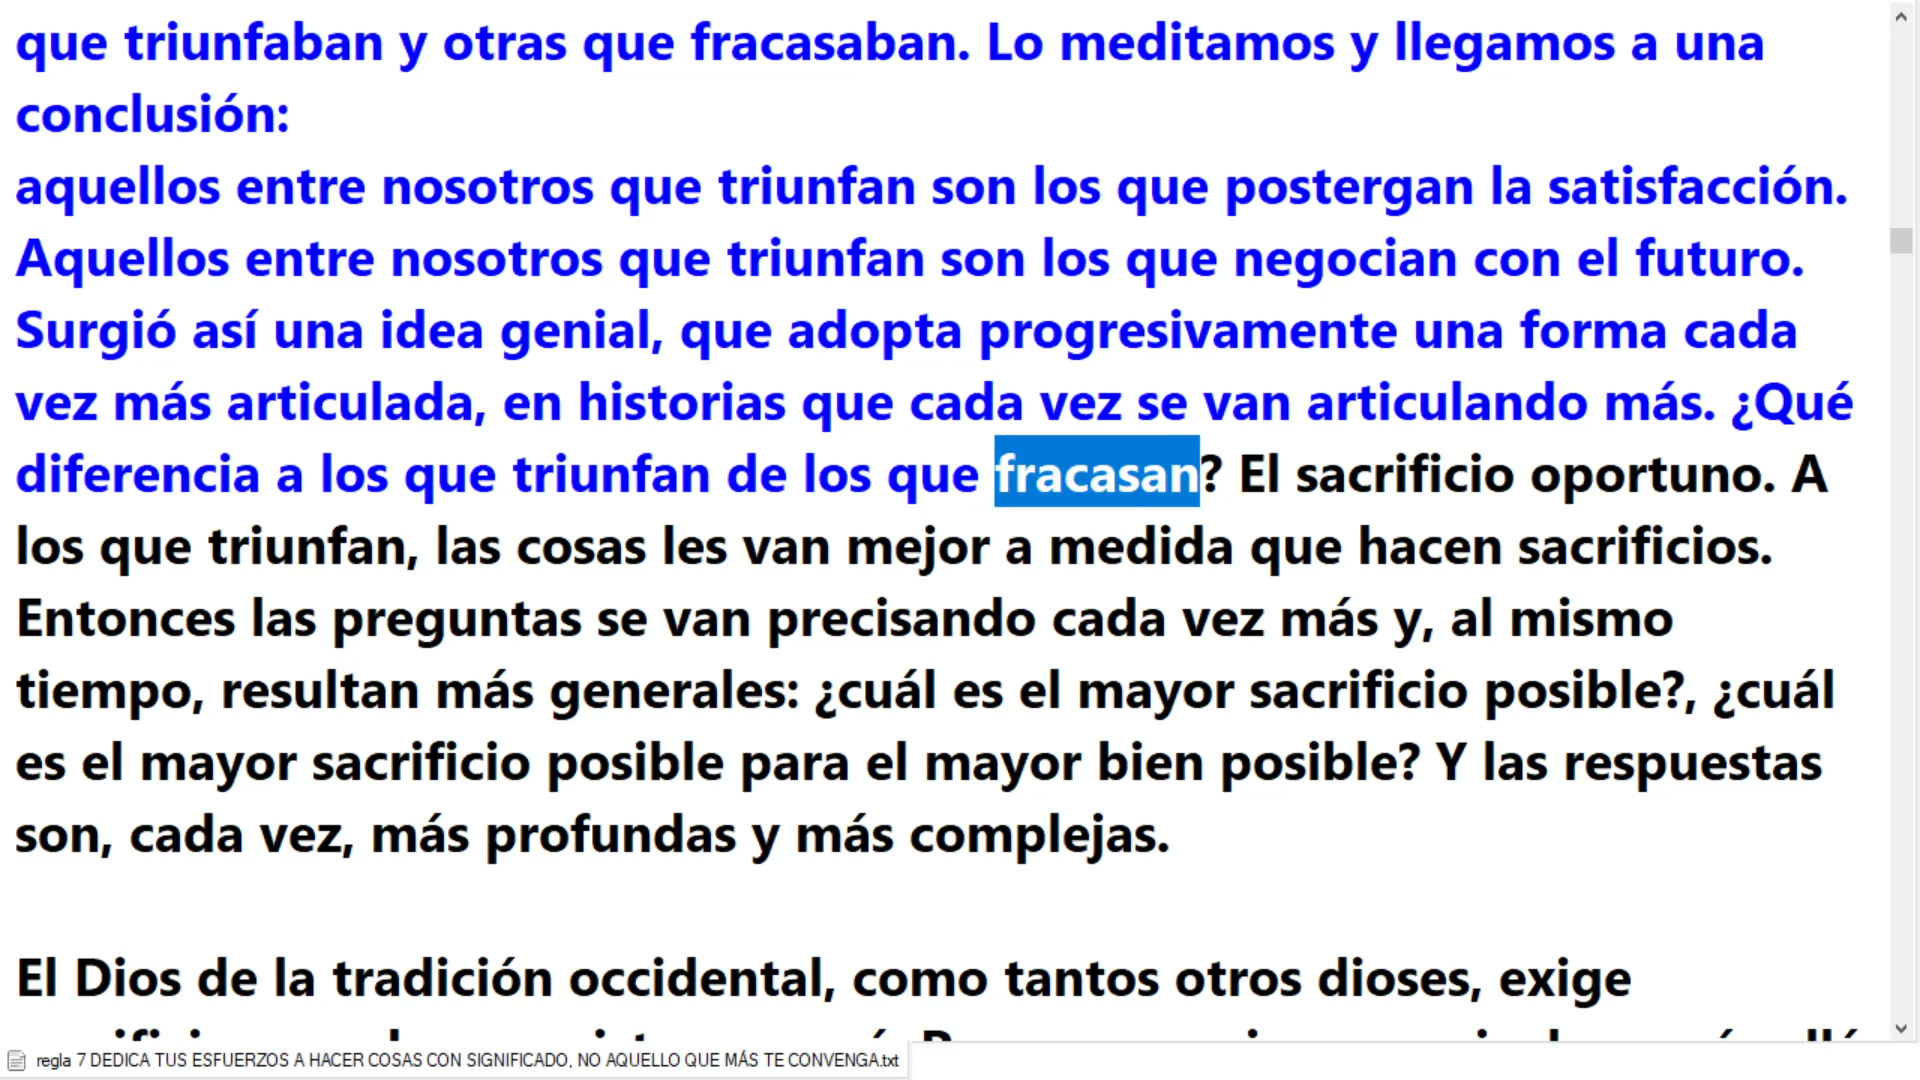 que triunfaban y otras que fracasaban. Lo meditamos y llegamos a una
conclusión:
aquellos entre nosotros que triunfan son los que postergan la satisfacción.
Aquellos entre nosotros que triunfan son los que negocian con el futuro.
Surgió así una idea genial, que adopta progresivamente una forma cada
vez más articulada, en historias que cada vez se van articulando más. ¿Qué
diferencia a los que triunfan de los que fracasan? El sacrificio oportuno. A
los que triunfan, las cosas les van mejor a medida que hacen sacrificios.
Entonces las preguntas se van precisando cada vez más y, al mismo
tiempo, resultan más generales: ¿cuál es el mayor sacrificio posible?, ¿cuál
es el mayor sacrificio posible para el mayor bien posible? Y las respuestas
son, cada vez, más profundas y más complejas.
El Dios de la tradición occidental, como tantos otros dioses, exige
regla 7 DEDICA TUS ESFUERZOS A HACER COSAS CON SIGNIFICADO, NO AQUELLO QUE MÁS TE CONVENGA.txt